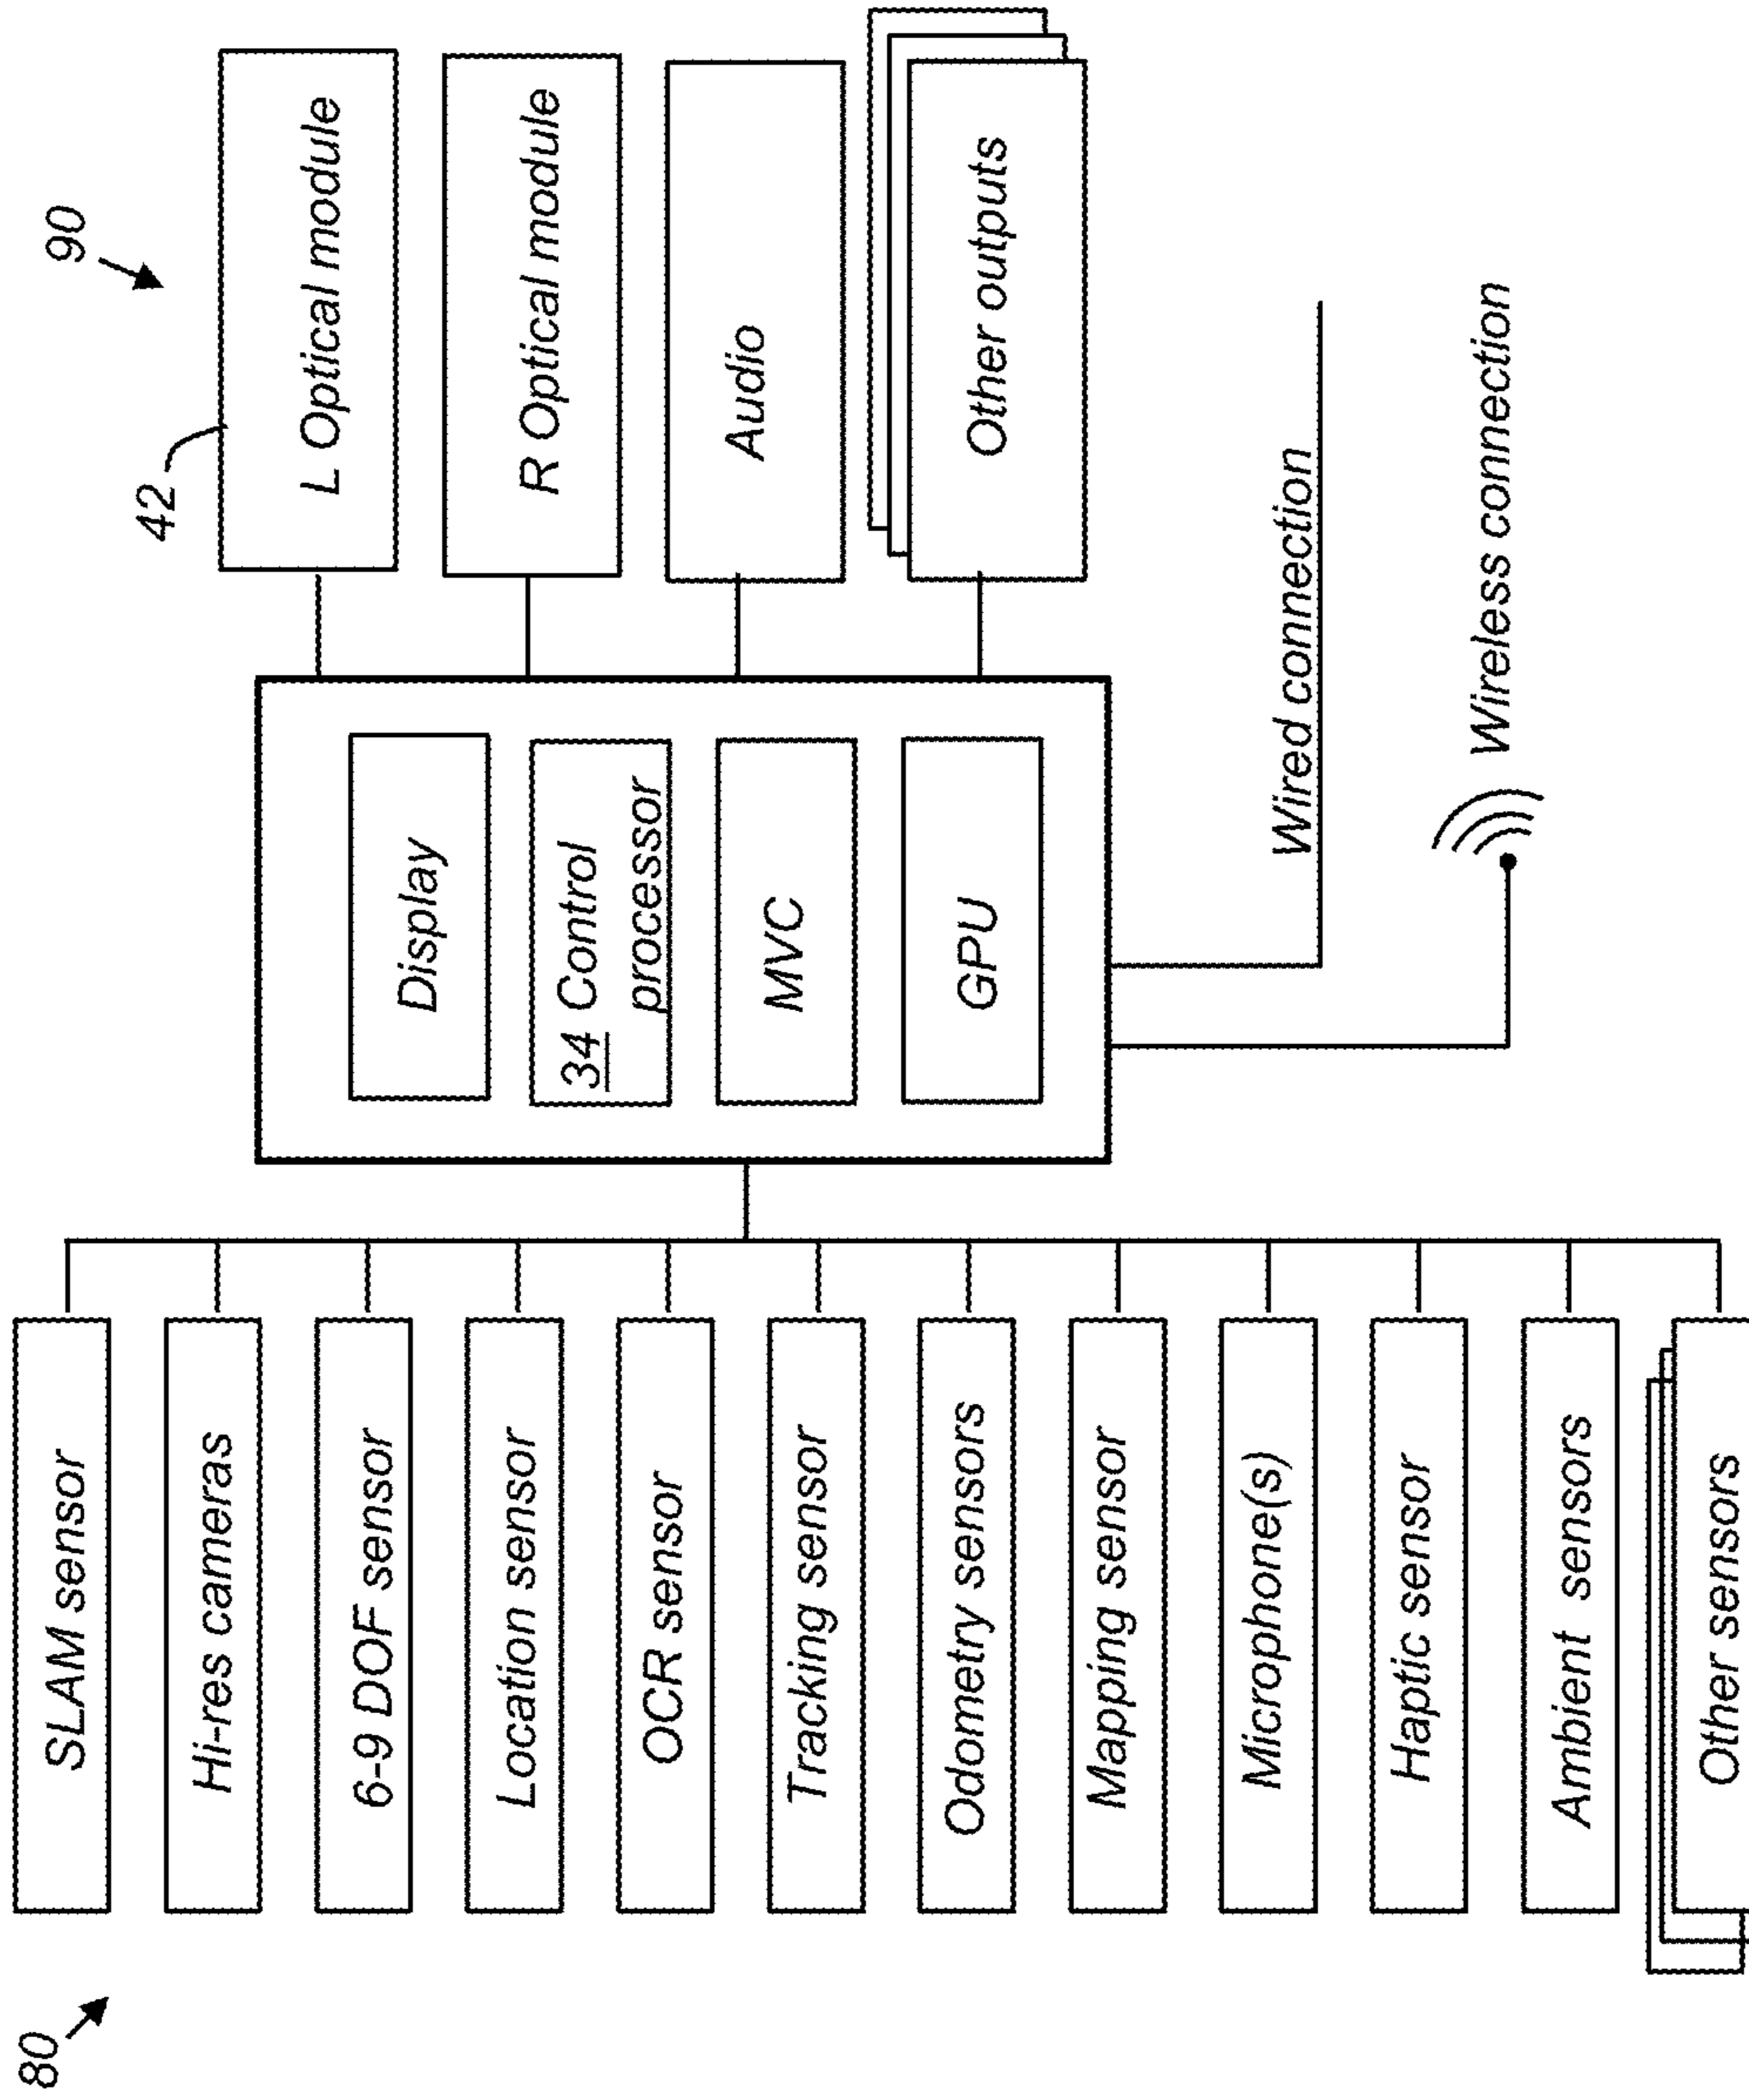 80
SLAM sensor
Hi-res cameras
6-9 DOF sensor
Location sensor
OCR sensor
Tracking sensor
Odometry sensors
Mapping sensor
Microphone(s)
Haptic sensor
Ambient sensors
Other sensors
Display
34 Control
processor
MVC
GPU
90
42
L Optical module
R Optical module
Audio
Other outputs
Wired connection
Wireless connection